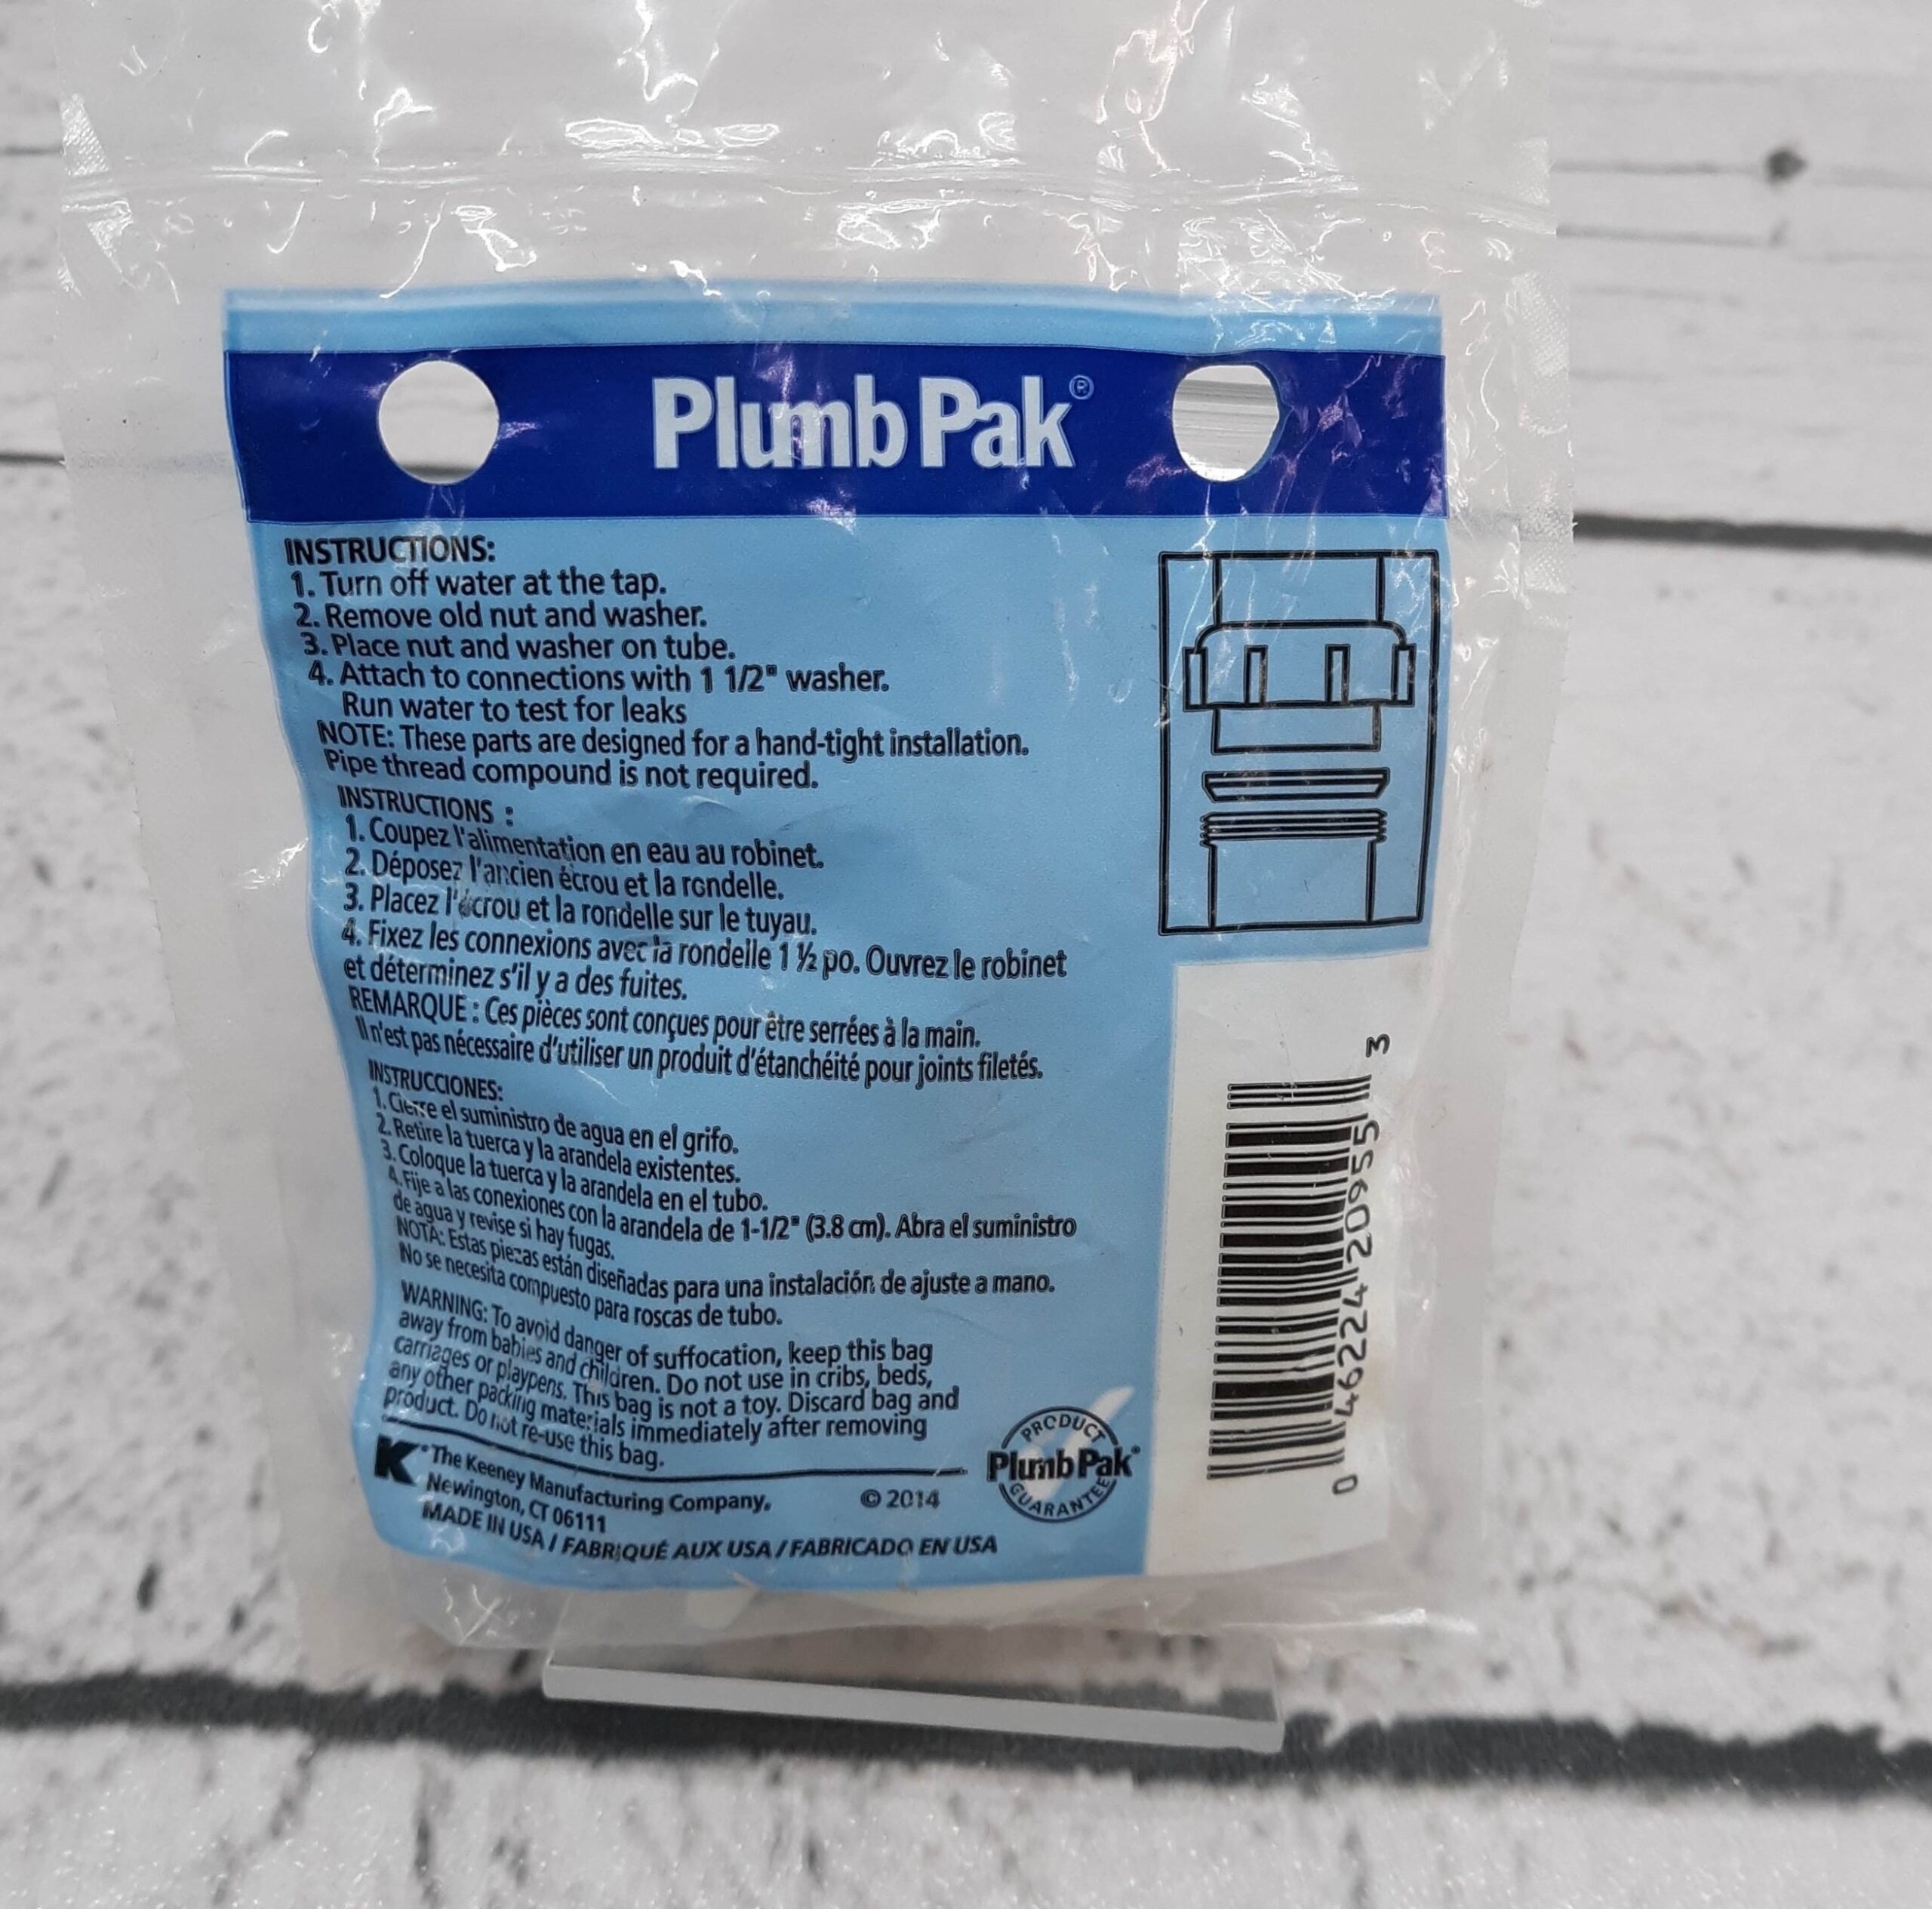 Plumb Pak®
INSTRUCTIONS:
1. Turn off water at the tap.
2. Remove old nut and washer.
3. Place nut and washer on tube.
4. Attach to connections with 1 1/2" washer.
Run water to test for leaks
NOTE: These parts are designed for a hand-tight installation.
Pipe thread compound is not required.
INSTRUCTIONS :
1. Coupez l'alimentation en eau au robinet.
2. Déposez l'ancien écrou et la rondelle.
3. Placez l'écrou et la rondelle sur le tuyau.
4. Fixez les connexions avec la rondelle 1 ½ po. Ouvrez le robinet
et déterminez s'il y a des fuites.
REMARQUE : Ces pièces sont conçues pour être serrées à la main.
Il n'est pas nécessaire d'utiliser un produit d'étanchéité pour joints filetés.
INSTRUCCIONES:
1. Cierre el suministro de agua en el grifo.
2. Retire la tuerca y la arandela existentes.
3. Coloque la tuerca y la arandela en el tubo.
4. Fije a las conexiones con la arandela de 1-1/2" (3.8 cm). Abra el suministro
de agua y revise si hay fugas.
NOTA: Estas piezas están diseñadas para una instalación de ajuste a mano.
No se necesita compuesto para roscas de tubo.
WARNING: To avoid danger of suffocation, keep this bag
away from babies and children. Do not use in cribs, beds,
carriages or playpens. This bag is not a toy. Discard bag and
any other packing materials immediately after removing
product. Do not re-use this bag.
K® The Keeney Manufacturing Company,
Newington, CT 06111
© 2014
MADE IN USA / FABRIQUÉ AUX USA / FABRICADO EN USA
PRODUCT
Plumb Pak®
GUARANTEE
0 46224 20955 3